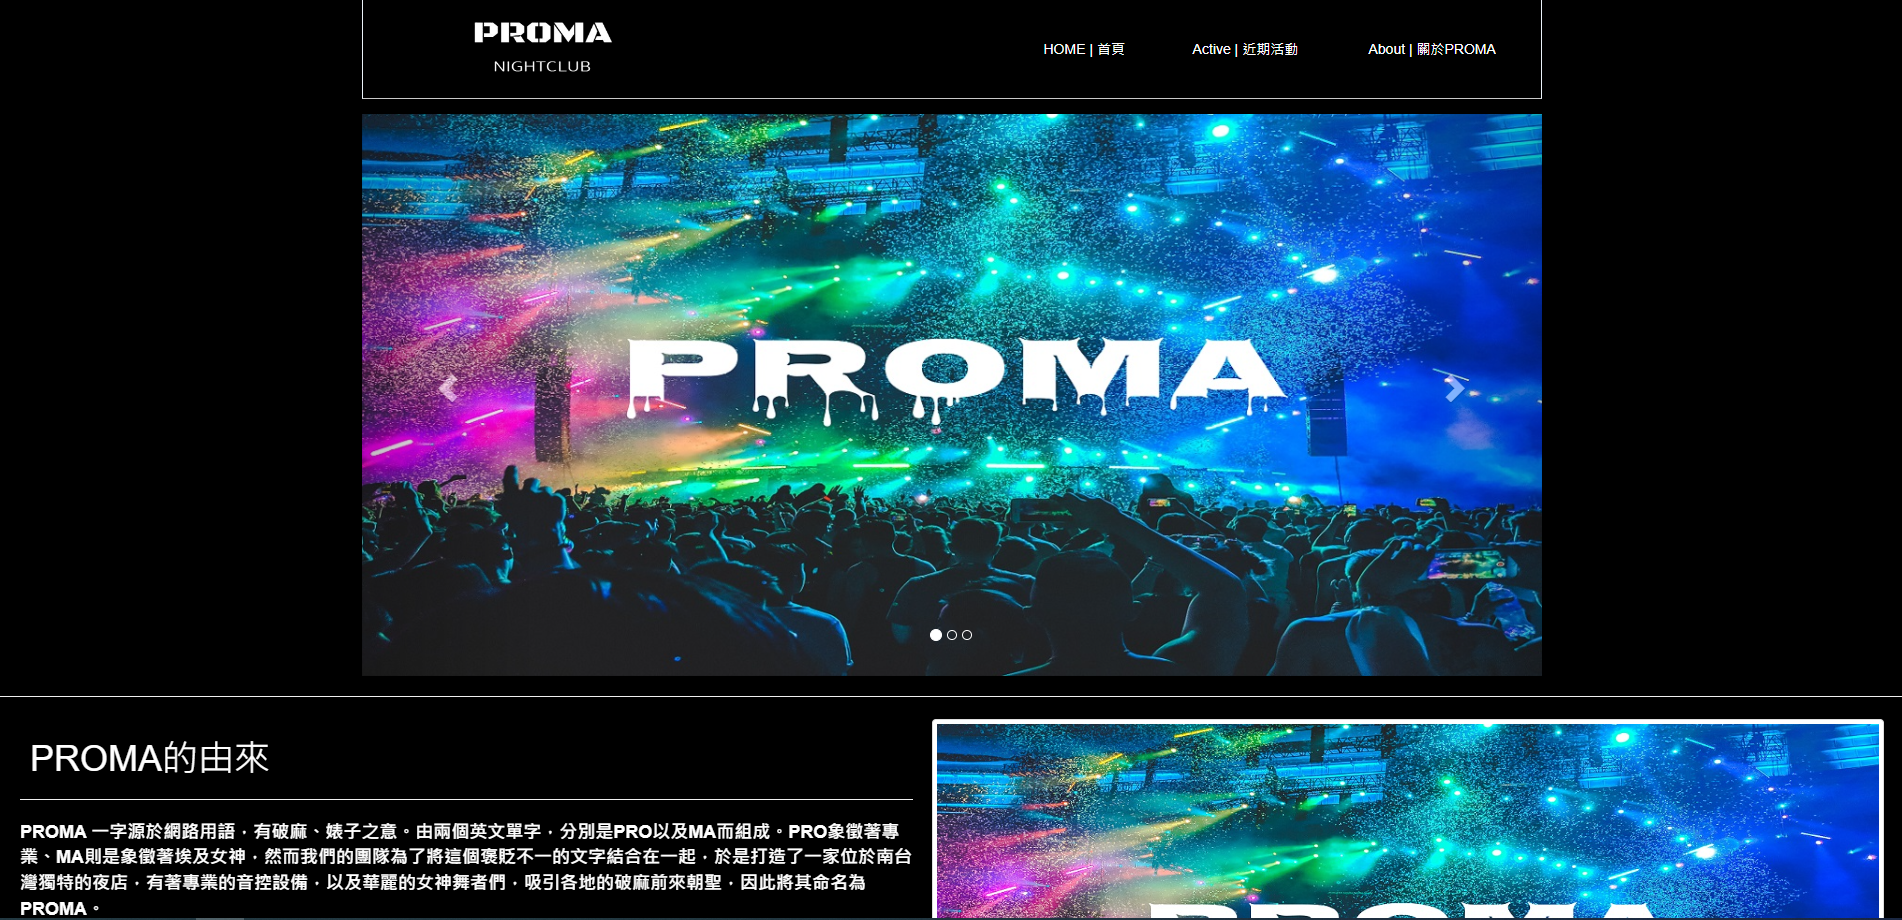 PROMA
NIGHTCLUB
HOME | 首頁
Active | 近期活動
About | 關於PROMA
PROMA
PROMA的由來
PROMA 一字源於網路用語，有破麻、婊子之意。由兩個英文單字，分別是PRO以及MA而組成。PRO象徵著專
業、MA則是象徵著埃及女神，然而我們的團隊為了將這個褒貶不一的文字結合在一起，於是打造了一家位於南台
灣獨特的夜店，有著專業的音控設備，以及華麗的女神舞者們，吸引各地的破麻前來朝聖，因此將其命名為
PROMA。
PROMA